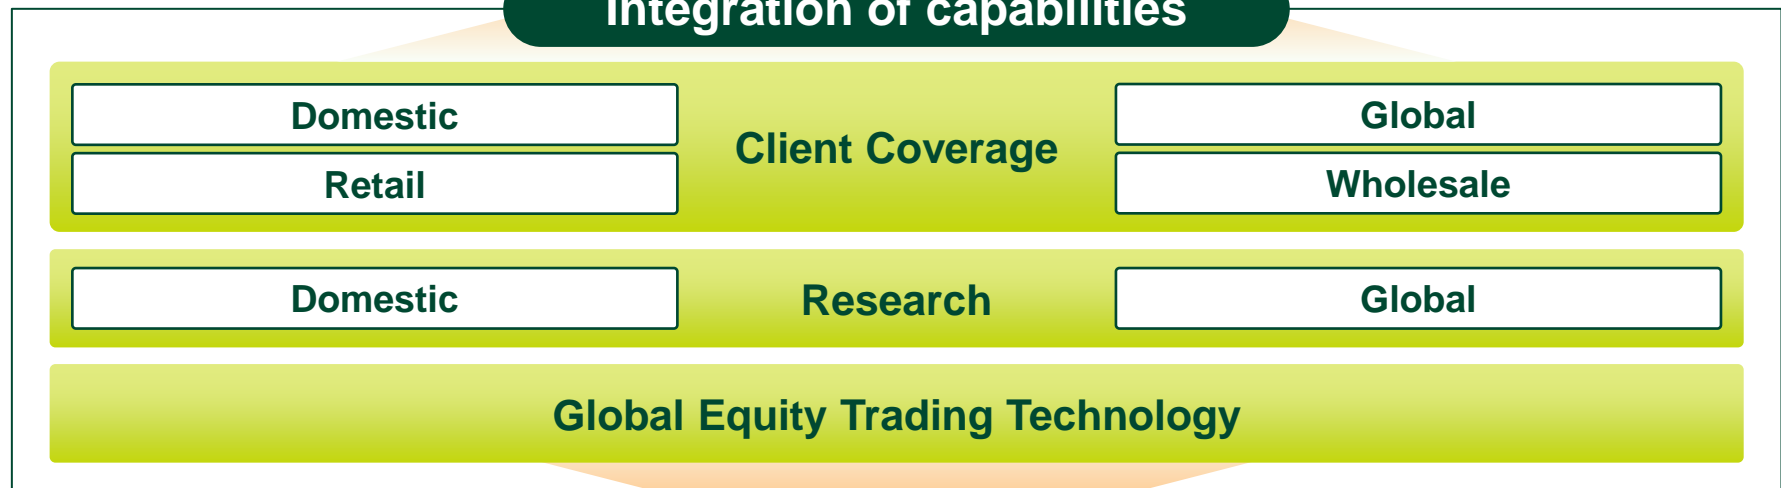 Integration of capabilities
Domestic
Retail
Client Coverage
Global
Wholesale
Domestic
Research
Global
Global Equity Trading Technology